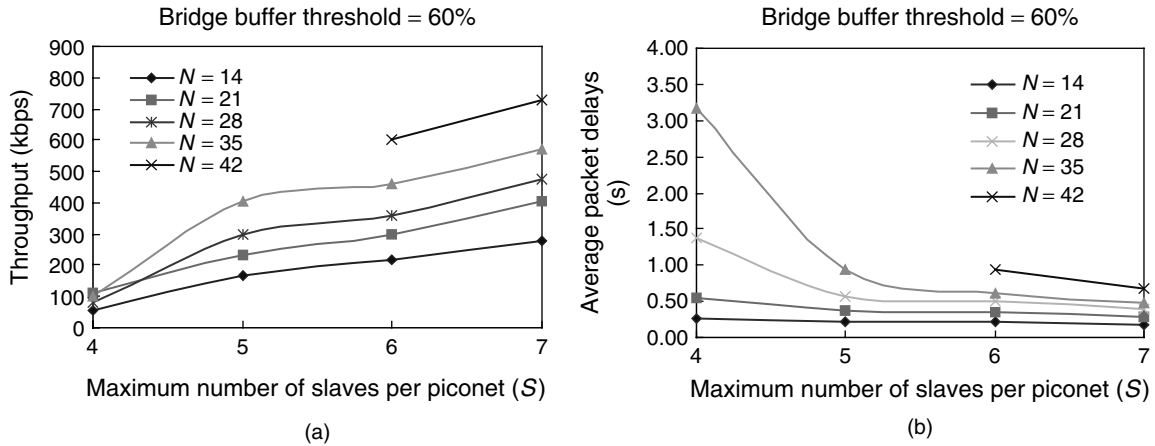 Bridge buffer threshold = 60%
900
800
700
600
500
400
300
200
100
0
Throughput (kbps)
N = 14
N = 21
N = 28
N = 35
N = 42
4 5 6 7
Maximum number of slaves per piconet (S)
(a)
Bridge buffer threshold = 60%
4.00
3.50
3.00
2.50
2.00
1.50
1.00
0.50
0.00
Average packet delays
(s)
N = 14
N = 21
N = 28
N = 35
N = 42
4 5 6 7
Maximum number of slaves per piconet (S)
(b)